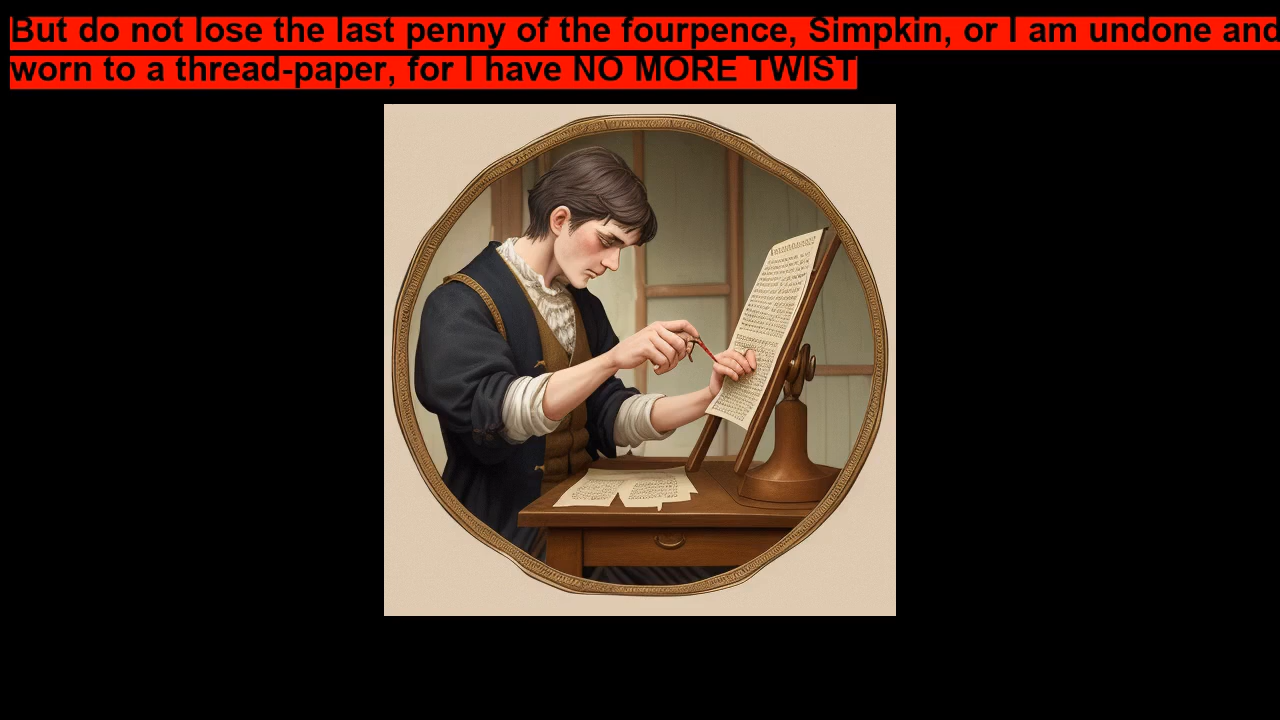 But do not lose the last penny of the fourpence, Simpkin, or I am undone and
worn to a thread-paper, for I have NO MORE TWIST